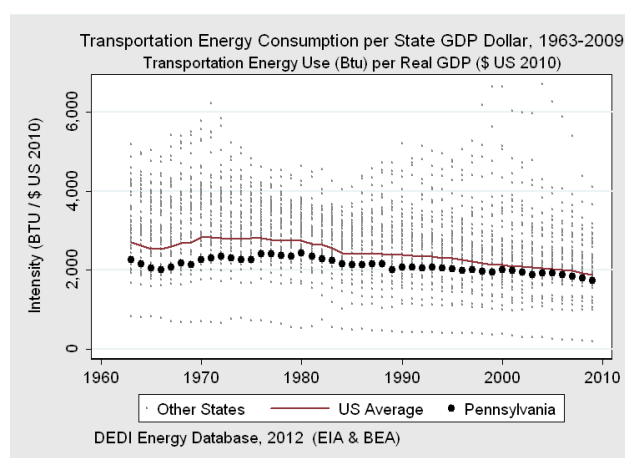 Transportation Energy Consumption per State GDP Dollar, 1963-2009
Transportation Energy Use (Btu) per Real GDP ($ US 2010)
Intensity (BTU / $ US 2010)
6,000
4,000
2,000
0
1960 1970 1980 1990 2000 2010
Other States US Average Pennsylvania
DEDI Energy Database, 2012 (EIA & BEA)